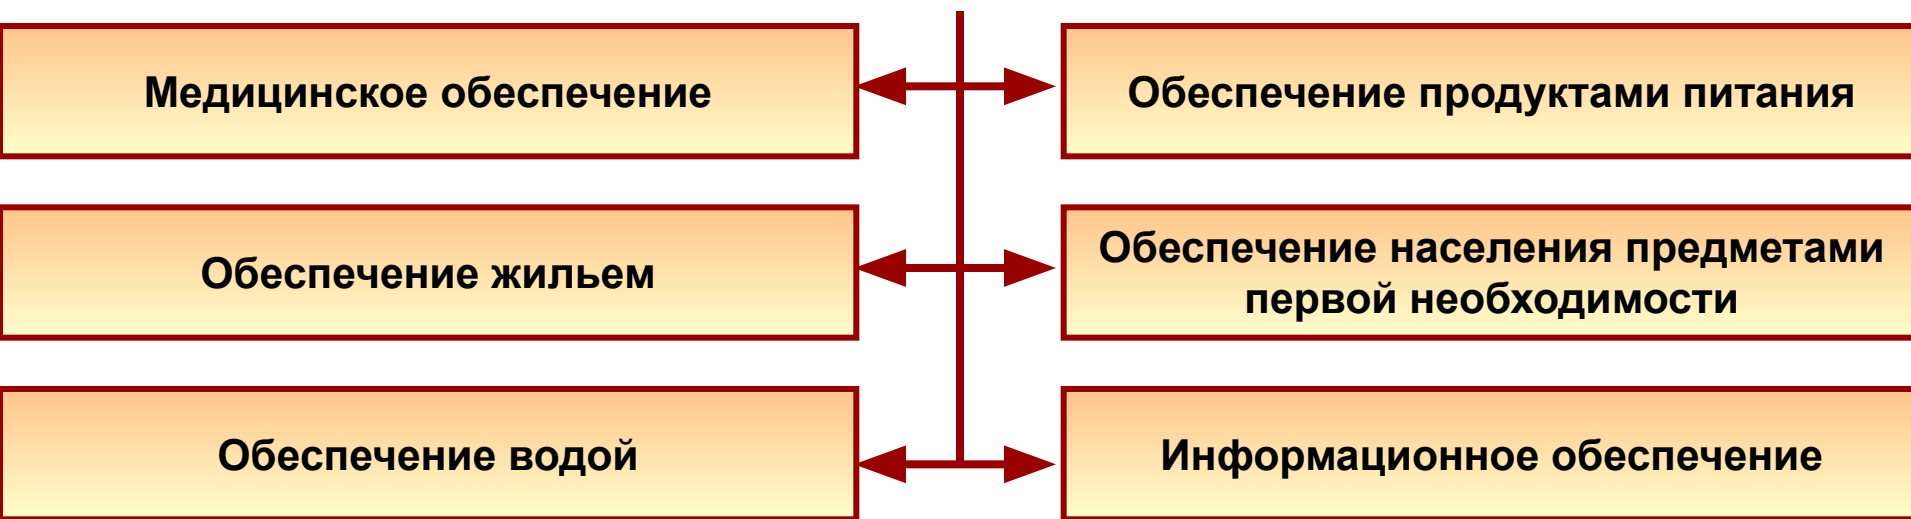 Медицинское обеспечение
Обеспечение продуктами питания
Обеспечение жильем
Обеспечение населения предметами
первой необходимости
Обеспечение водой
Информационное обеспечение